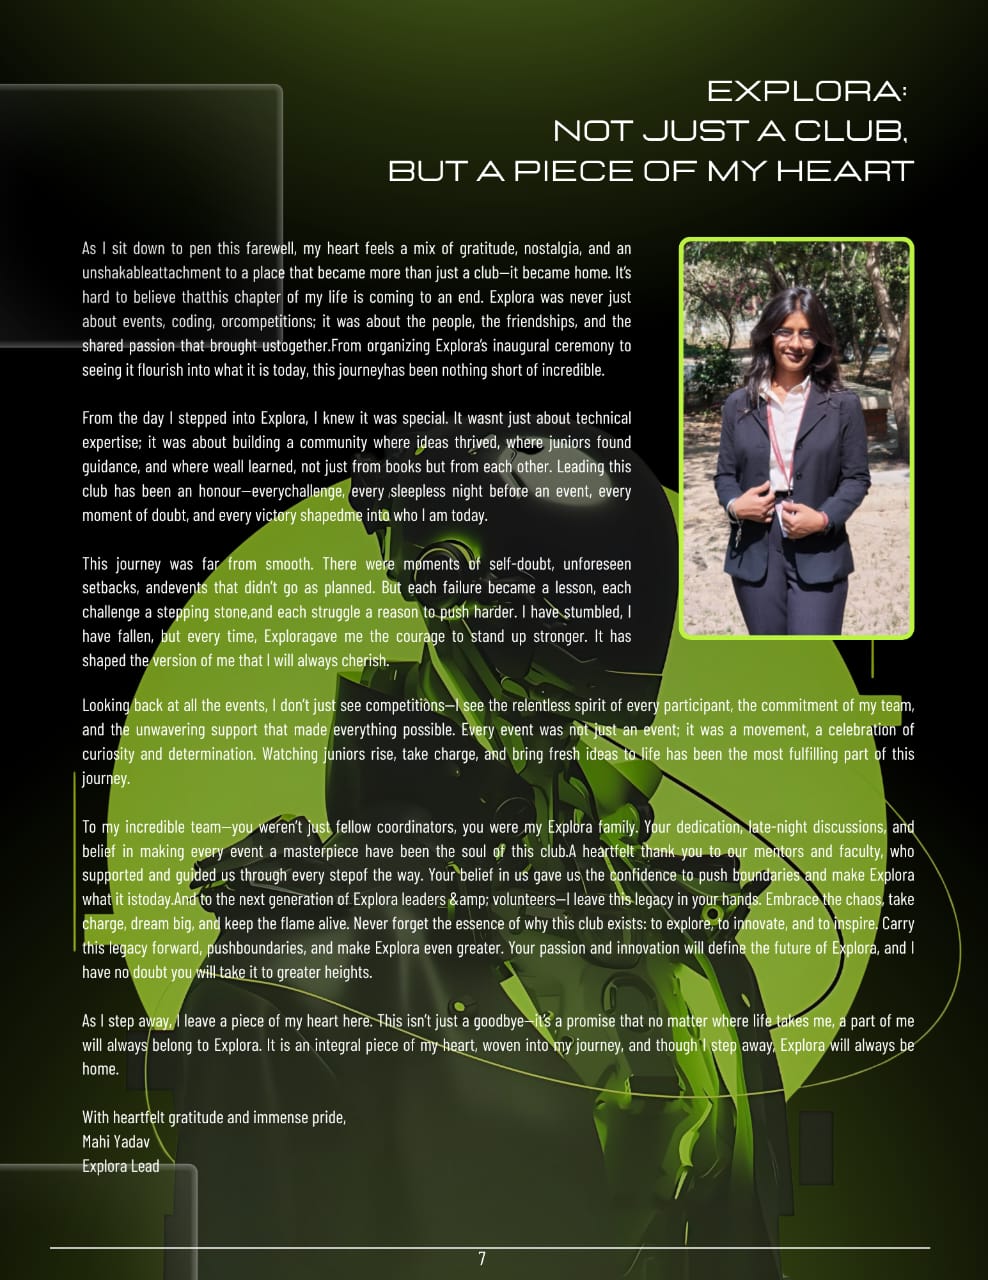 EXPLORA:
NOT JUST A CLUB,
BUT A PIECE OF MY HEART
As I sit down to pen this farewell, my heart feels a mix of gratitude, nostalgia, and an
unshakableattachment to a place that became more than just a club—it became home. It's
hard to believe thatthis chapter of my life is coming to an end. Explora was never just
about events, coding, orcompetitions; it was about the people, the friendships, and the
shared passion that brought ustogether.From organizing Explora's inaugural ceremony to
seeing it flourish into what it is today, this journeyhas been nothing short of incredible.
From the day I stepped into Explora, I knew it was special. It wasnt just about technical
expertise; it was about building a community where ideas thrived, where juniors found
guidance, and where weall learned, not just from books but from each other. Leading this
club has been an honour—everychallenge, every sleepless night before an event, every
moment of doubt, and every victory shapedme into who I am today.
This journey was far from smooth. There were moments of self-doubt, unforeseen
setbacks, andevents that didn't go as planned. But each failure became a lesson, each
challenge a stepping stone,and each struggle a reason to push harder. I have stumbled, I
have fallen, but every time, Exploragave me the courage to stand up stronger. It has
shaped the version of me that I will always cherish.
Looking back at all the events, I don't just see competitions—I see the relentless spirit of every participant, the commitment of my team,
and the unwavering support that made everything possible. Every event was not just an event; it was a movement, a celebration of
curiosity and determination. Watching juniors rise, take charge, and bring fresh ideas to life has been the most fulfilling part of this
journey.
To my incredible team—you weren't just fellow coordinators, you were my Explora family. Your dedication, late-night discussions, and
belief in making every event a masterpiece have been the soul of this club.A heartfelt thank you to our mentors and faculty, who
supported and guided us through every stepof the way. Your belief in us gave us the confidence to push boundaries and make Explora
what it istoday.And to the next generation of Explora leaders &amp; volunteers—I leave this legacy in your hands. Embrace the chaos, take
charge, dream big, and keep the flame alive. Never forget the essence of why this club exists: to explore, to innovate, and to inspire. Carry
this legacy forward, pushboundaries, and make Explora even greater. Your passion and innovation will define the future of Explora, and I
have no doubt you will take it to greater heights.
As I step away, I leave a piece of my heart here. This isn't just a goodbye—it's a promise that no matter where life takes me, a part of me
will always belong to Explora. It is an integral piece of my heart, woven into my journey, and though I step away, Explora will always be
home.
With heartfelt gratitude and immense pride,
Mahi Yadav
Explora Lead
7